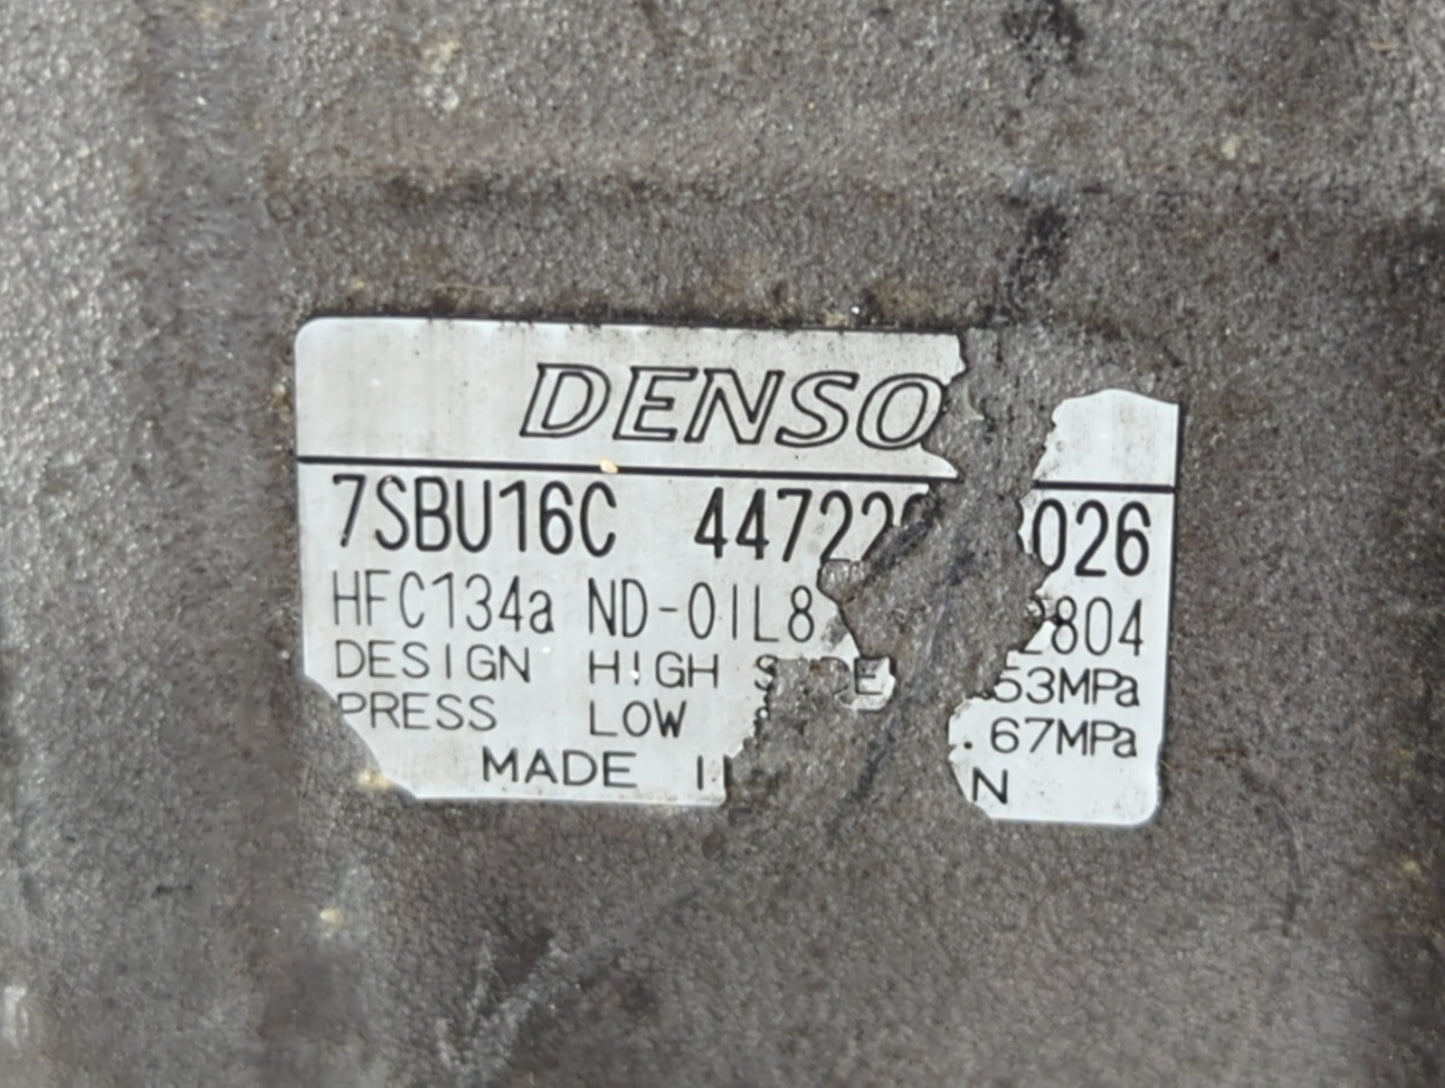 DENSO
7SBU16C 44722 026
HFC134a ND-OIL8 2804
DESIGN HIGH 53MPa
PRESS LOW .67MPa
MADE